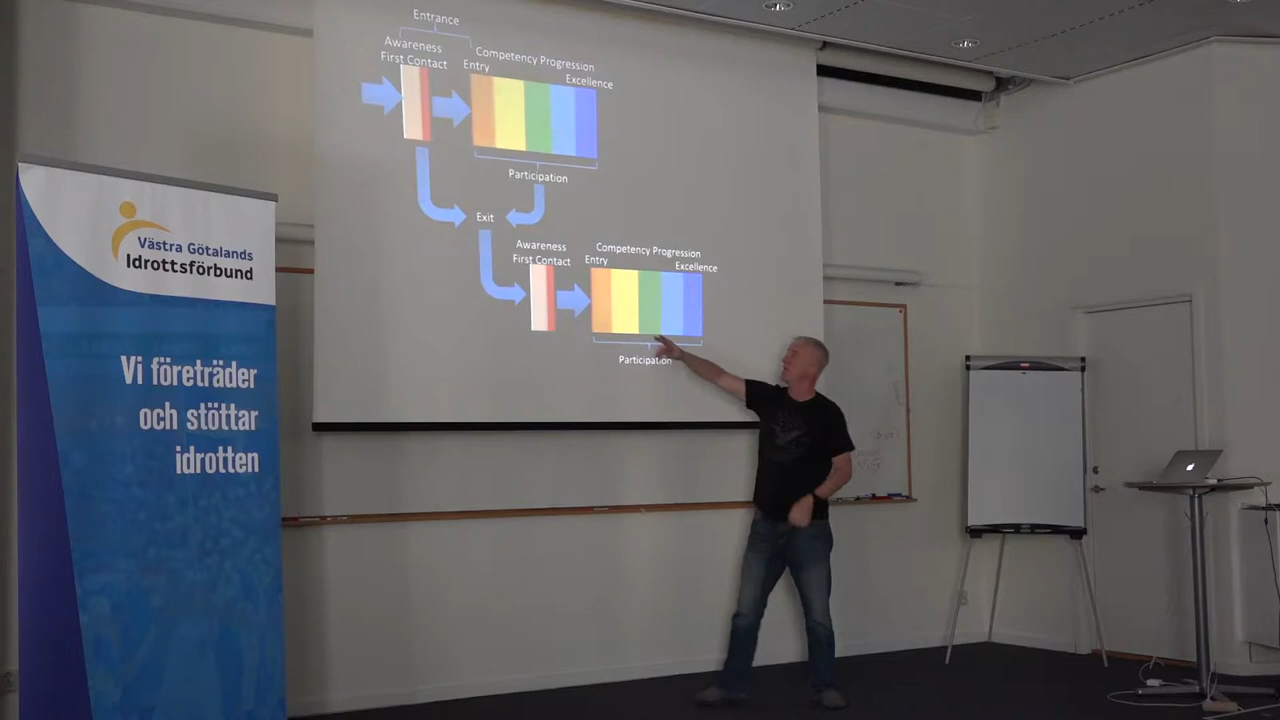 Entrance
Awareness
First Contact
Competency Progression
Entry
Excellence
Participation
Exit
Awareness
First Contact
Competency Progression
Entry
Excellence
Participation
Västra Götalands
Idrottsförbund
Vi företräder
och stöttar
idrotten